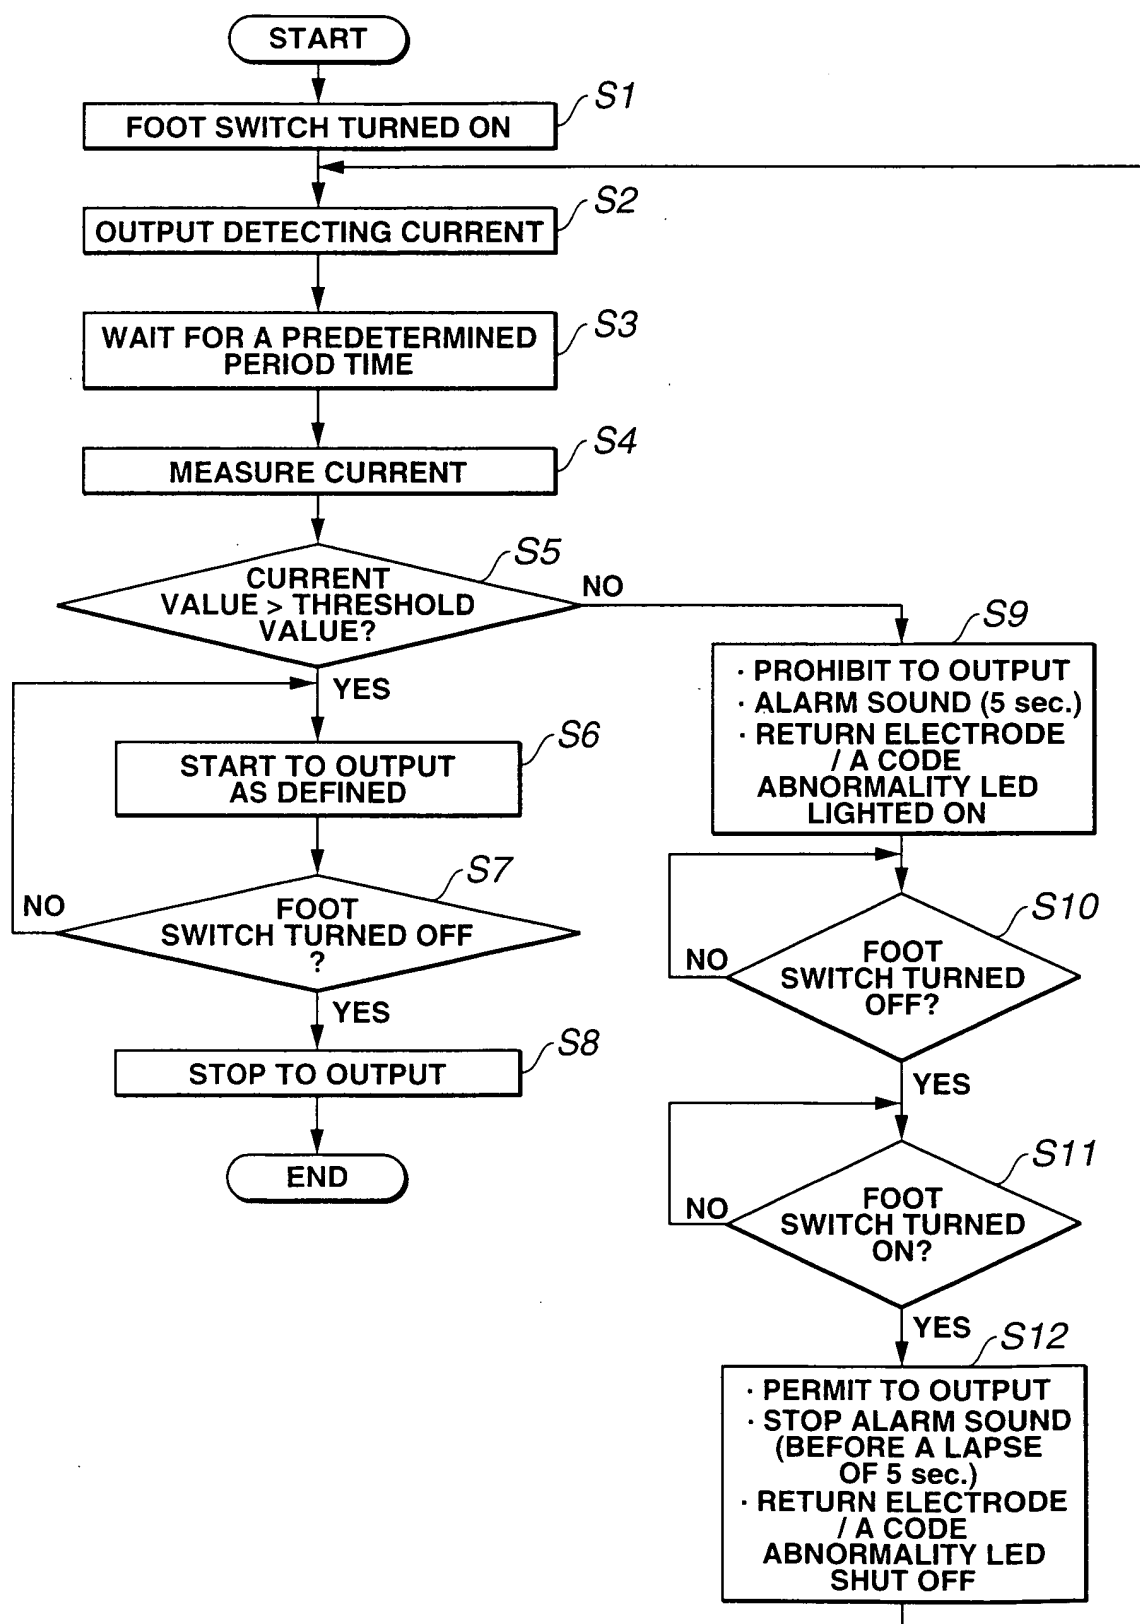 START
S1
FOOT SWITCH TURNED ON
S2
OUTPUT DETECTING CURRENT
S3
WAIT FOR A PREDETERMINED
PERIOD TIME
S4
MEASURE CURRENT
S5
CURRENT
VALUE > THRESHOLD
VALUE?
NO
YES
S6
START TO OUTPUT
AS DEFINED
S7
FOOT
SWITCH TURNED OFF
?
NO
YES
S8
STOP TO OUTPUT
END
S9
· PROHIBIT TO OUTPUT
· ALARM SOUND (5 sec.)
· RETURN ELECTRODE
/ A CODE
ABNORMALITY LED
LIGHTED ON
S10
FOOT
SWITCH TURNED
OFF?
NO
YES
S11
FOOT
SWITCH TURNED
ON?
NO
YES
S12
· PERMIT TO OUTPUT
· STOP ALARM SOUND
(BEFORE A LAPSE
OF 5 sec.)
· RETURN ELECTRODE
/ A CODE
ABNORMALITY LED
SHUT OFF